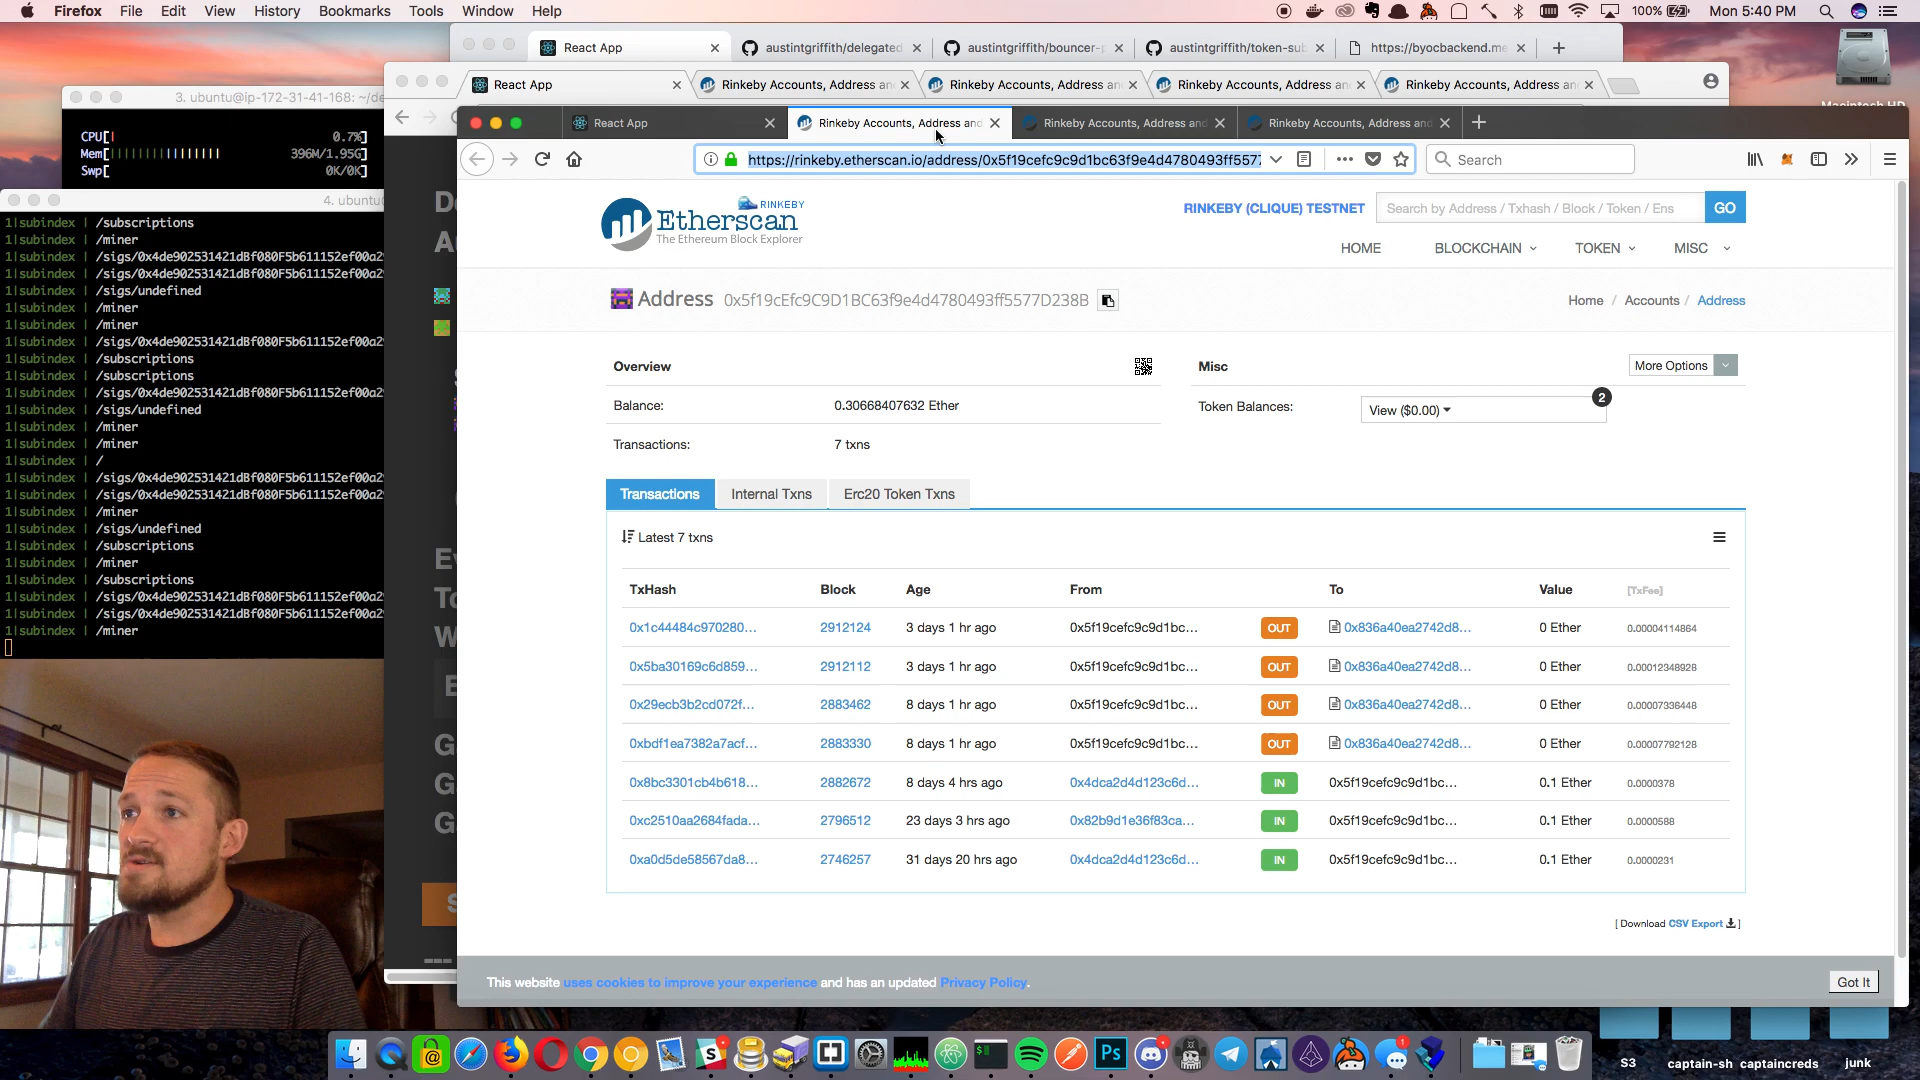 Firefox File Edit View History Bookmarks Tools Window Help
100% Mon 5:40 PM
React App
austintgriffith/delegated
austintgriffith/bouncer-p
austintgriffith/token-sub
https://byocbackend.me
React App
Rinkeby Accounts, Address an
Rinkeby Accounts, Address an
Rinkeby Accounts, Address an
Rinkeby Accounts, Address an
3. ubuntu@ip-172-31-41-168: ~/de
CPU[ 0.7%]
Mem[ 396M/1.95G]
Swp[ 0K/0K]
4. ubuntu
1|subindex | /subscriptions
1|subindex | /miner
1|subindex | /sigs/0x4de902531421dBf080F5b611152ef00a2
1|subindex | /sigs/0x4de902531421dBf080F5b611152ef00a2
1|subindex | /sigs/undefined
1|subindex | /miner
1|subindex | /miner
1|subindex | /sigs/0x4de902531421dBf080F5b611152ef00a2
1|subindex | /subscriptions
1|subindex | /subscriptions
1|subindex | /sigs/0x4de902531421dBf080F5b611152ef00a2
1|subindex | /sigs/undefined
1|subindex | /miner
1|subindex | /miner
1|subindex | /
1|subindex | /sigs/0x4de902531421dBf080F5b611152ef00a2
1|subindex | /sigs/0x4de902531421dBf080F5b611152ef00a2
1|subindex | /miner
1|subindex | /sigs/undefined
1|subindex | /subscriptions
1|subindex | /miner
1|subindex | /subscriptions
1|subindex | /sigs/0x4de902531421dBf080F5b611152ef00a2
1|subindex | /sigs/0x4de902531421dBf080F5b611152ef00a2
1|subindex | /miner
React App
Rinkeby Accounts, Address and
Rinkeby Accounts, Address and
Rinkeby Accounts, Address and
https://rinkeby.etherscan.io/address/0x5f19cefc9c9d1bc63f9e4d4780493ff5577
Search
RINKEBY
Etherscan
The Ethereum Block Explorer
RINKEBY (CLIQUE) TESTNET
Search by Address / Txhash / Block / Token / Ens
GO
HOME BLOCKCHAIN TOKEN MISC
Address 0x5f19cEfc9C9D1BC63f9e4d4780493ff5577D238B
Home / Accounts / Address
Overview
Balance: 0.30668407632 Ether
Transactions: 7 txns
Misc
More Options
Token Balances: View ($0.00) 2
Transactions Internal Txns Erc20 Token Txns
Latest 7 txns
TxHash Block Age From To Value [TxFee]
0x1c44484c970280... 2912124 3 days 1 hr ago 0x5f19cefc9c9d1bc... OUT 0x836a40ea2742d8... 0 Ether 0.00004114864
0x5ba30169c6d859... 2912112 3 days 1 hr ago 0x5f19cefc9c9d1bc... OUT 0x836a40ea2742d8... 0 Ether 0.00012348928
0x29ecb3b2cd072f... 2883462 8 days 1 hr ago 0x5f19cefc9c9d1bc... OUT 0x836a40ea2742d8... 0 Ether 0.00007336448
0xbdf1ea7382a7acf... 2883330 8 days 1 hr ago 0x5f19cefc9c9d1bc... OUT 0x836a40ea2742d8... 0 Ether 0.00007792128
0x8bc3301cb4b618... 2882672 8 days 4 hrs ago 0x4dca2d4d123c6d... IN 0x5f19cefc9c9d1bc... 0.1 Ether 0.0000378
0xc2510aa2684fada... 2796512 23 days 3 hrs ago 0x82b9d1e36f83ca... IN 0x5f19cefc9c9d1bc... 0.1 Ether 0.0000588
0xa0d5de58567da8... 2746257 31 days 20 hrs ago 0x4dca2d4d123c6d... IN 0x5f19cefc9c9d1bc... 0.1 Ether 0.0000231
[ Download CSV Export ]
This website uses cookies to improve your experience and has an updated Privacy Policy.
Got It
Ps
S3 captain-sh captaincreds junk